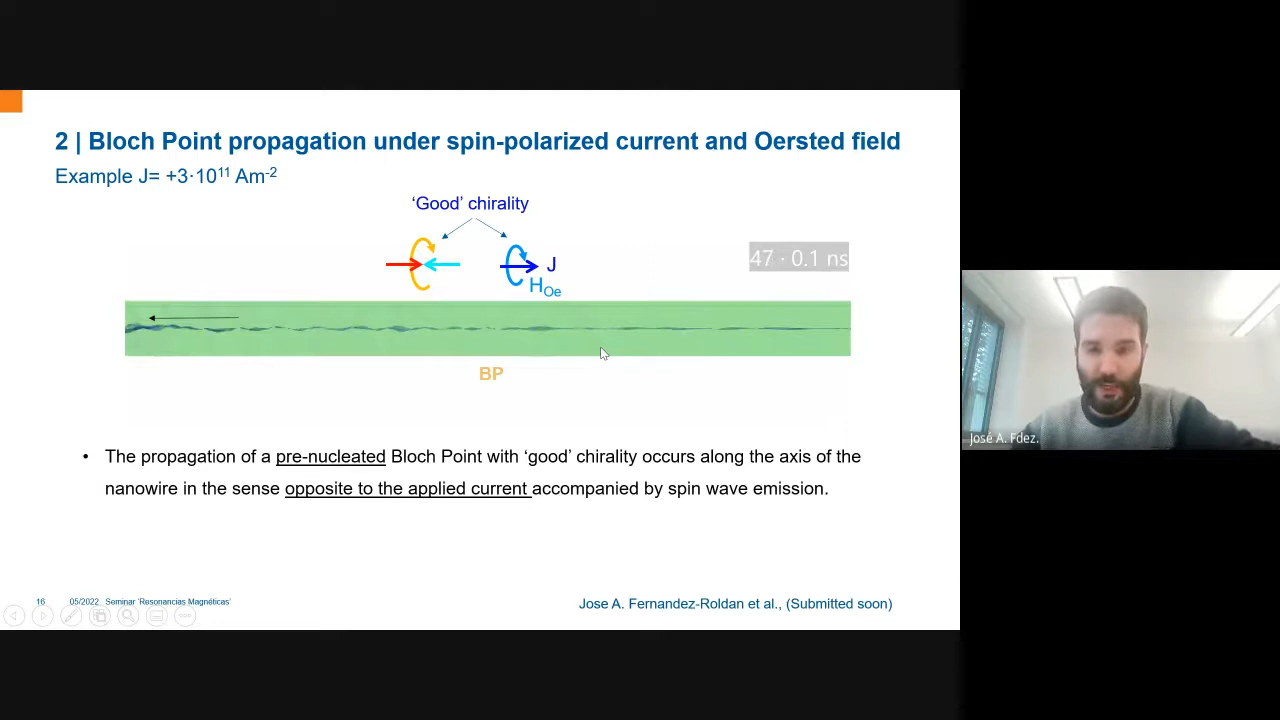 2 | Bloch Point propagation under spin-polarized current and Oersted field
Example J= +3·10¹¹ Am⁻²
‘Good’ chirality
47 · 0.1 ns
J
H_Oe
BP
• The propagation of a pre-nucleated Bloch Point with ‘good’ chirality occurs along the axis of the
nanowire in the sense opposite to the applied current accompanied by spin wave emission.
16 05/2022 Seminar ‘Resonancias Magnéticas’
Jose A. Fernandez-Roldan et al., (Submitted soon)
José A. Fdez.